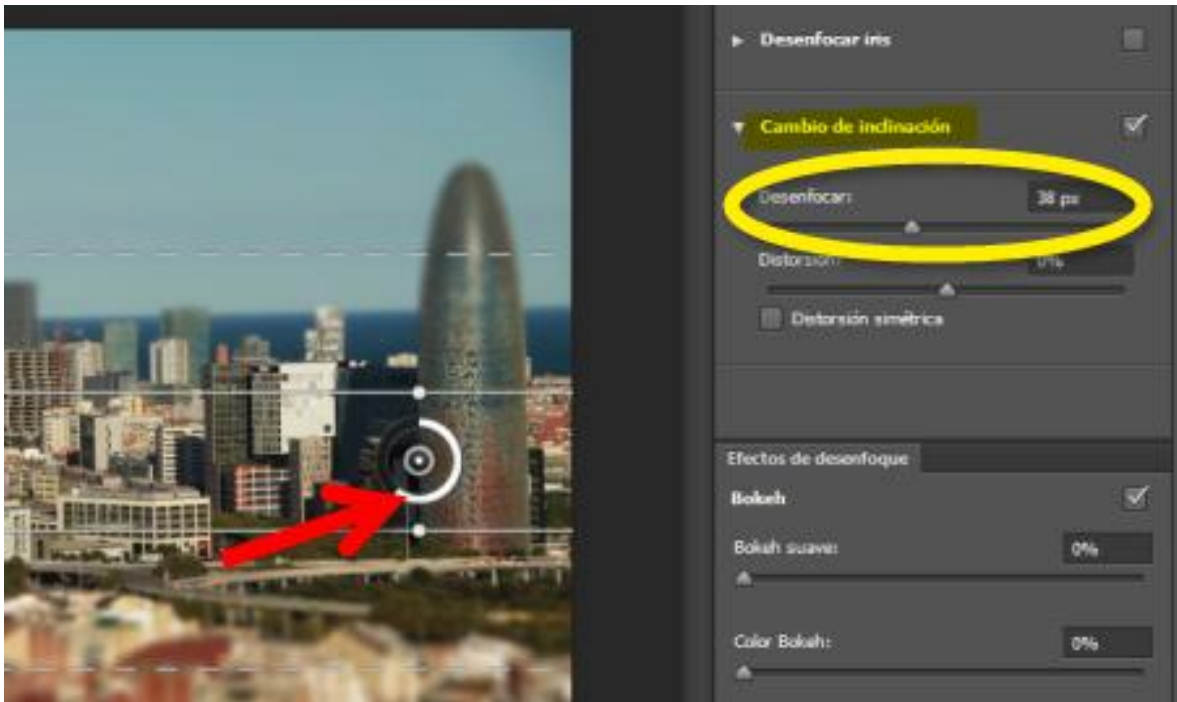 Desenfocar iris
Cambio de inclinación
Desenfocar: 38 px
Distorsión: 0%
Distorsión simétrica
Efectos de desenfoque
Bokeh
Bokeh suave: 0%
Color Bokeh: 0%